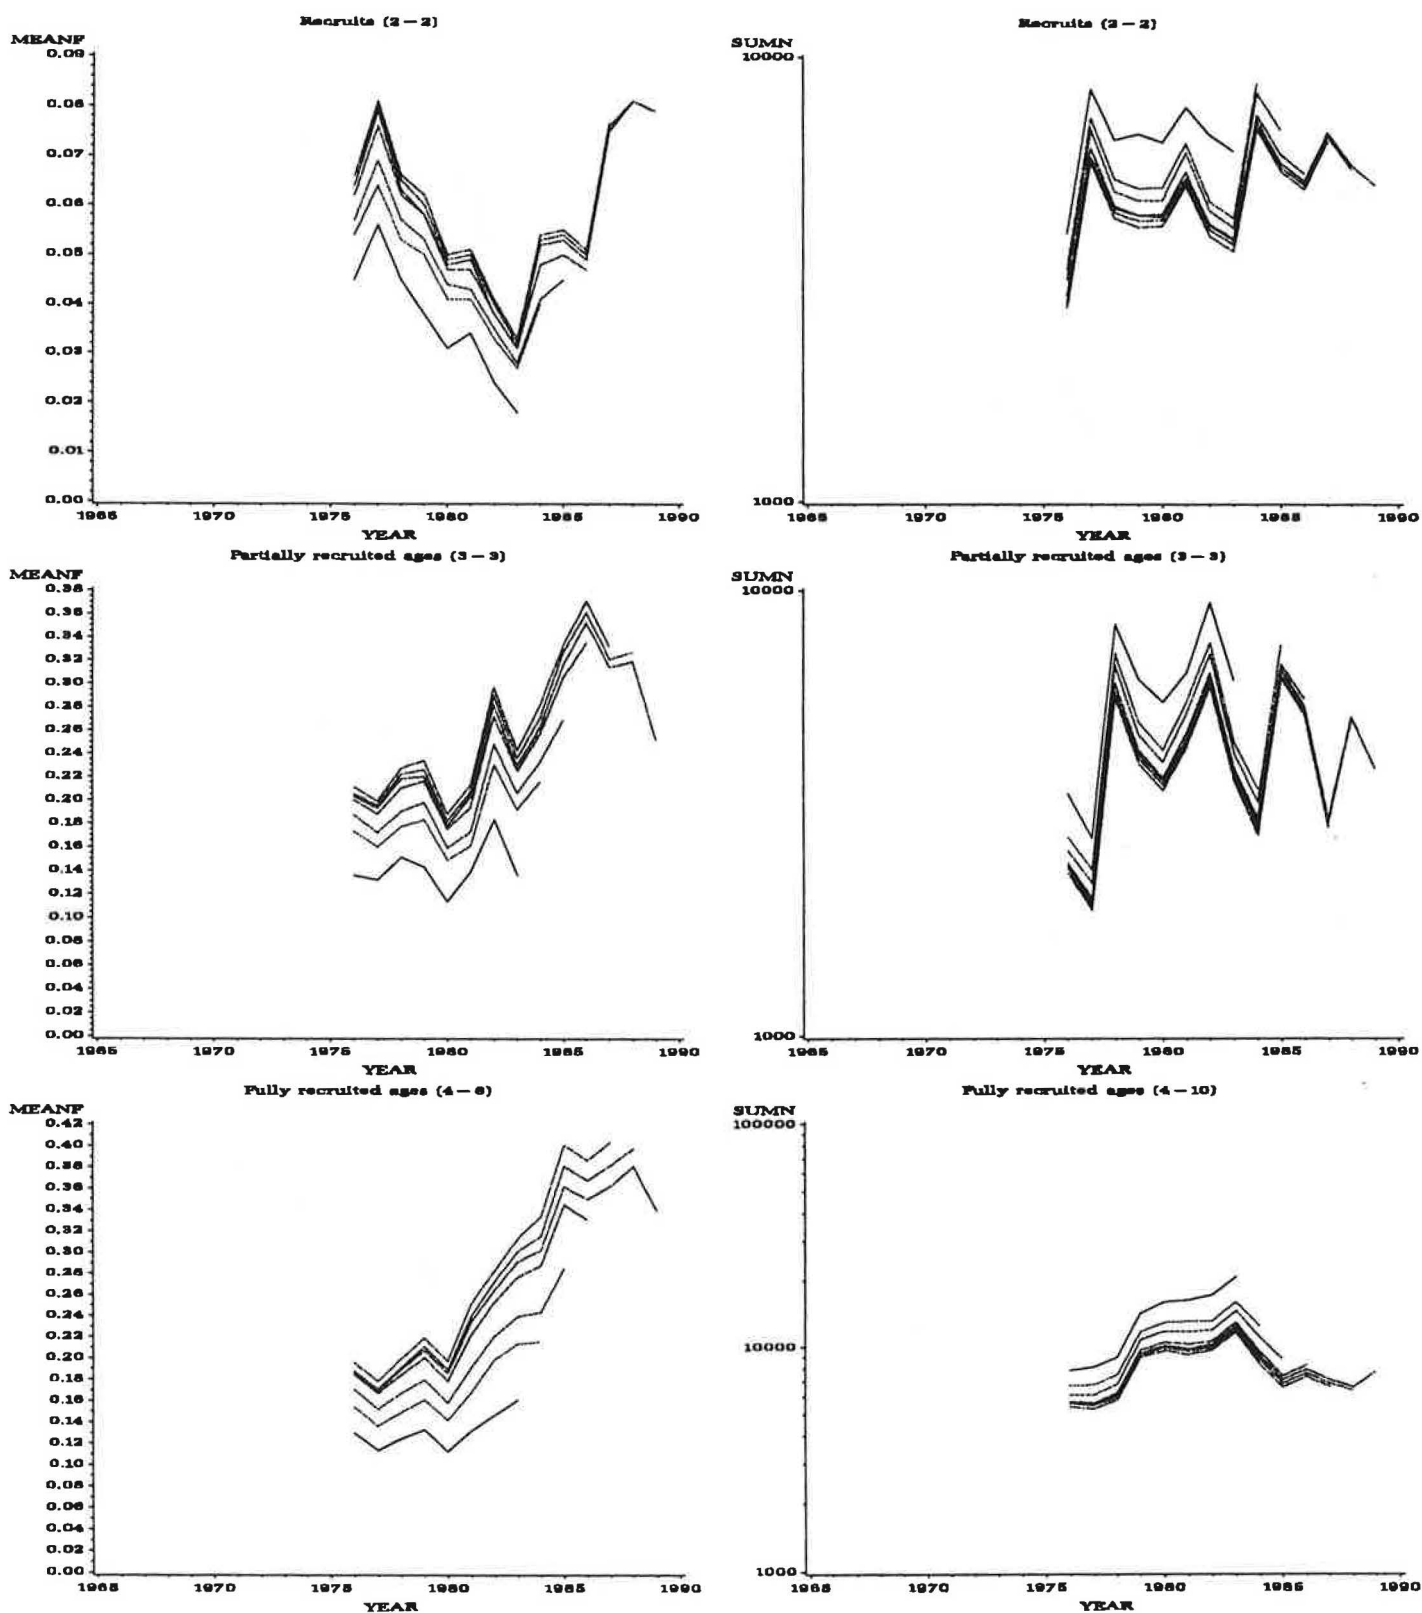 Recruits (2 — 2)
MEANF
0.09
0.08
0.07
0.06
0.05
0.04
0.03
0.02
0.01
0.00
1965 1970 1975 1980 1985 1990
YEAR
Recruits (2 — 2)
SUMN
10000
1000
1965 1970 1975 1980 1985 1990
YEAR
Partially recruited ages (3 — 3)
MEANF
0.38
0.36
0.34
0.32
0.30
0.28
0.26
0.24
0.22
0.20
0.18
0.16
0.14
0.12
0.10
0.08
0.06
0.04
0.02
0.00
1965 1970 1975 1980 1985 1990
YEAR
Partially recruited ages (3 — 3)
SUMN
10000
1000
1965 1970 1975 1980 1985 1990
YEAR
Fully recruited ages (4 — 8)
MEANF
0.42
0.40
0.38
0.36
0.34
0.32
0.30
0.28
0.26
0.24
0.22
0.20
0.18
0.16
0.14
0.12
0.10
0.08
0.06
0.04
0.02
0.00
1965 1970 1975 1980 1985 1990
YEAR
Fully recruited ages (4 — 10)
SUMN
100000
10000
1000
1965 1970 1975 1980 1985 1990
YEAR